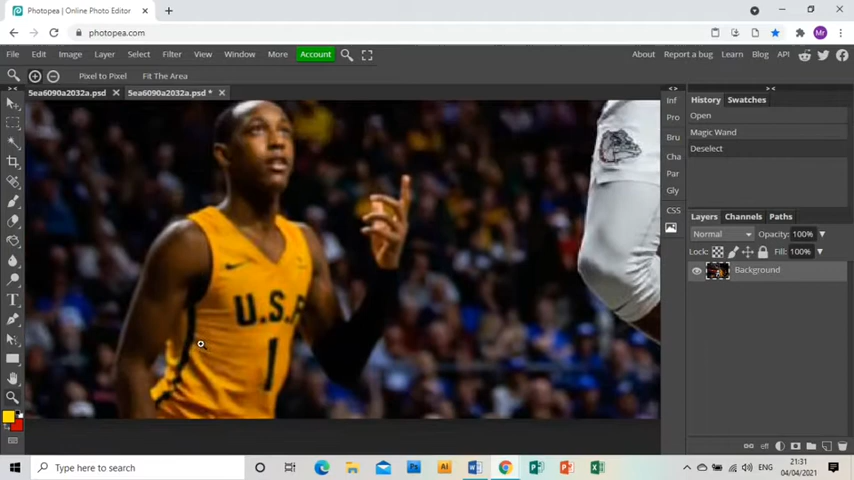 Photopea | Online Photo Editor
photopea.com
Mr
File Edit Image Layer Select Filter View Window More Account
About Report a bug Learn Blog API
Pixel to Pixel Fit The Area
5ea6090a2032a.psd 5ea6090a2032a.psd *
Inf
Pro
Bru
Cha
Par
Gly
CSS
History Swatches
Open
Magic Wand
Deselect
Layers Channels Paths
Normal Opacity: 100%
Lock: Fill: 100%
Background
U.S.F
1
eff
Type here to search
ENG
21:31
04/04/2021